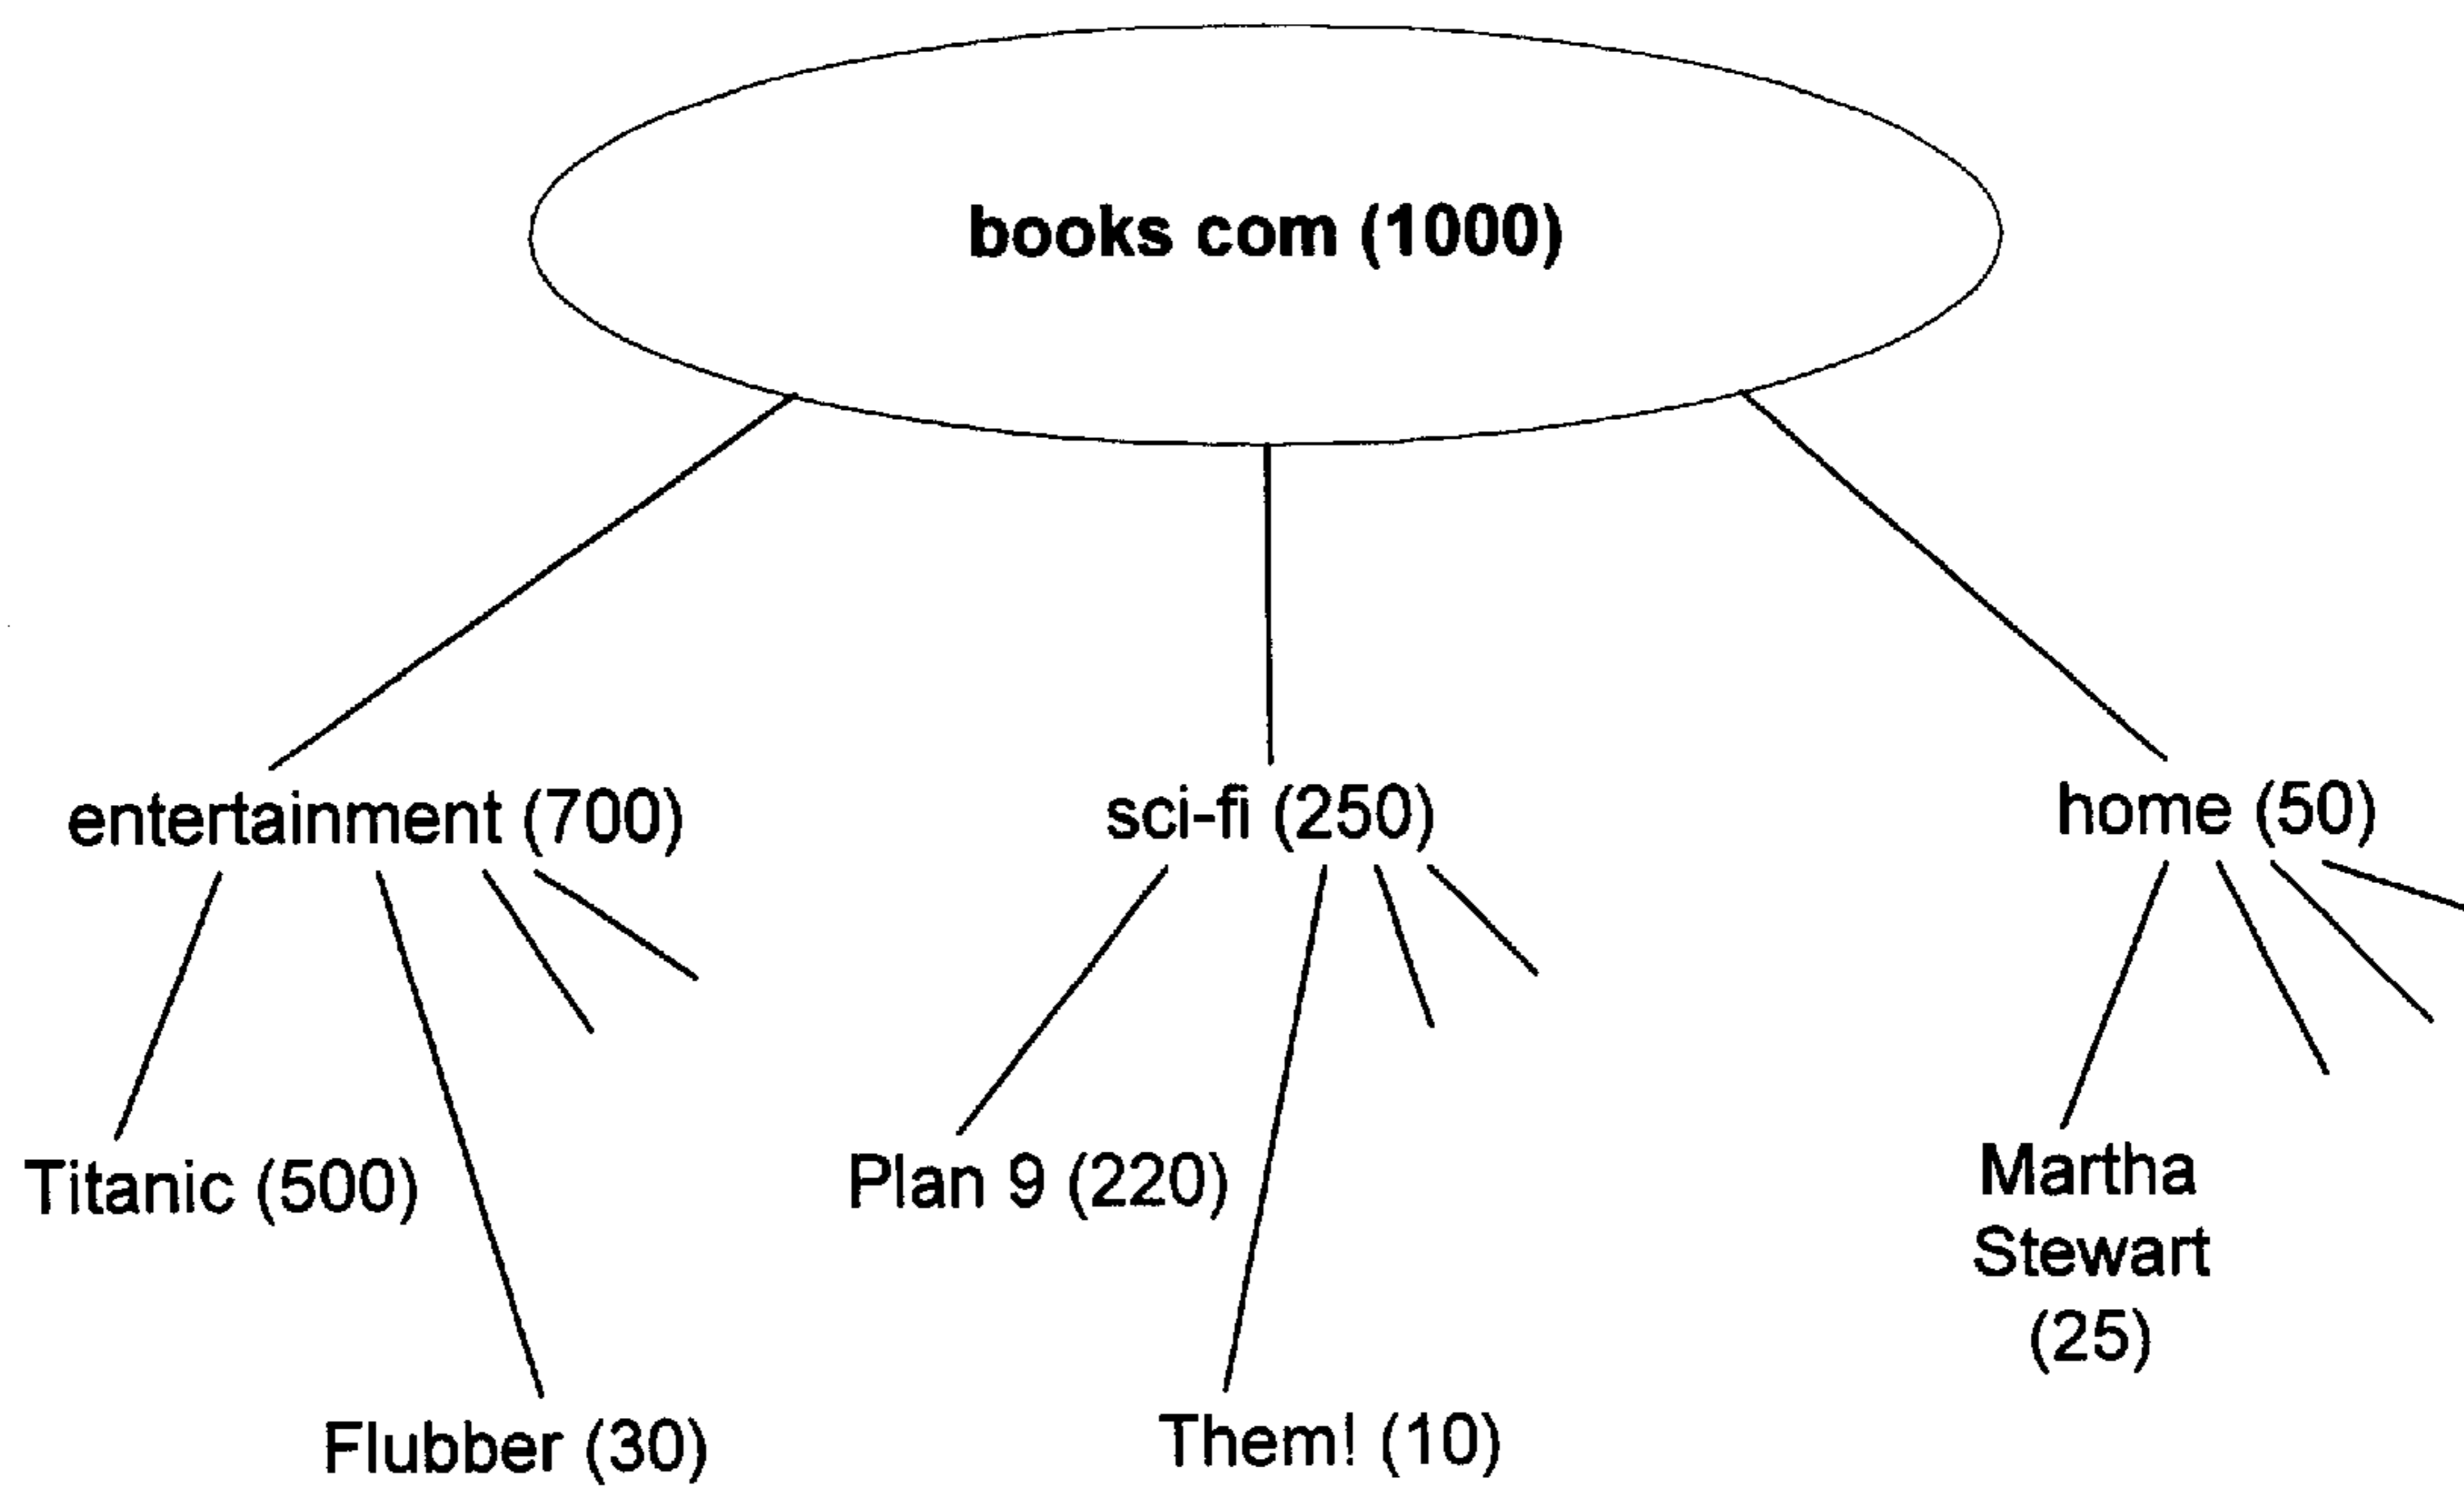 books com (1000)
entertainment (700)
sci-fi (250)
home (50)
Titanic (500)
Plan 9 (220)
Martha
Stewart
(25)
Flubber (30)
Them! (10)